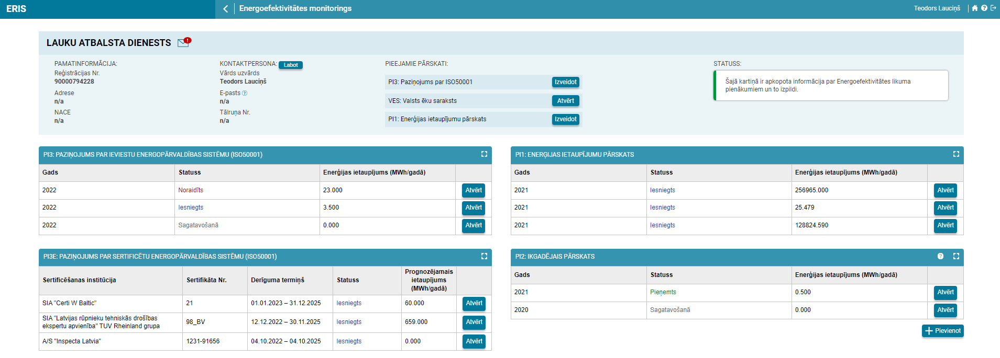 ERIS
Energoefektivitātes monitorings
Teodors Lauciņš
LAUKU ATBALSTA DIENESTS
PAMATINFORMĀCIJA:
Reģistrācijas Nr.
90000794228
Adrese
n/a
NACE
n/a
KONTAKTPERSONA: Labot
Vārds uzvārds
Teodors Lauciņš
E-pasts
n/a
Tālruņa Nr.
n/a
PIEEJAMIE PĀRSKATI:
PI3: Paziņojums par ISO50001 Izveidot
VES: Valsts ēku saraksts Atvērt
PI1: Enerģijas ietaupījumu pārskats Izveidot
STATUSS:
Šajā kartiņā ir apkopota informācija par Energoefektivitātes likuma
pienākumiem un to izpildi.
PI3: PAZIŅOJUMS PAR IEVIESTU ENERGOPĀRVALDĪBAS SISTĒMU (ISO50001)
Gads Statuss Enerģijas ietaupījums (MWh/gadā)
2022 Noraidīts 23.000 Atvērt
2022 Iesniegts 3.500 Atvērt
2022 Sagatavošanā 0.000 Atvērt
PI1: ENERĢIJAS IETAUPĪJUMU PĀRSKATS
Gads Statuss Enerģijas ietaupījums (MWh/gadā)
2021 Iesniegts 256965.000 Atvērt
2021 Iesniegts 25.479 Atvērt
2021 Iesniegts 128824.590 Atvērt
PI3E: PAZIŅOJUMS PAR SERTIFICĒTU ENERGOPĀRVALDĪBAS SISTĒMU (ISO50001)
Sertificēšanas institūcija Sertifikāta Nr. Derīguma termiņš Statuss Prognozējamais
ietaupījums
(MWh/gadā)
SIA "Certi W Baltic" 21 01.01.2023 – 31.12.2025 Iesniegts 60.000 Atvērt
SIA "Latvijas rūpnieku tehniskās drošības
ekspertu apvienība" TUV Rheinland grupa 98_BV 12.12.2022 – 30.11.2025 Iesniegts 659.000 Atvērt
A/S "Inspecta Latvia" 1231-91656 04.10.2022 – 04.10.2025 Iesniegts 0.000 Atvērt
PI2: IKGADĒJAIS PĀRSKATS
Gads Statuss Enerģijas ietaupījums (MWh/gadā)
2021 Pieņemts 0.500 Atvērt
2020 Sagatavošanā 0.000 Atvērt
Pievienot